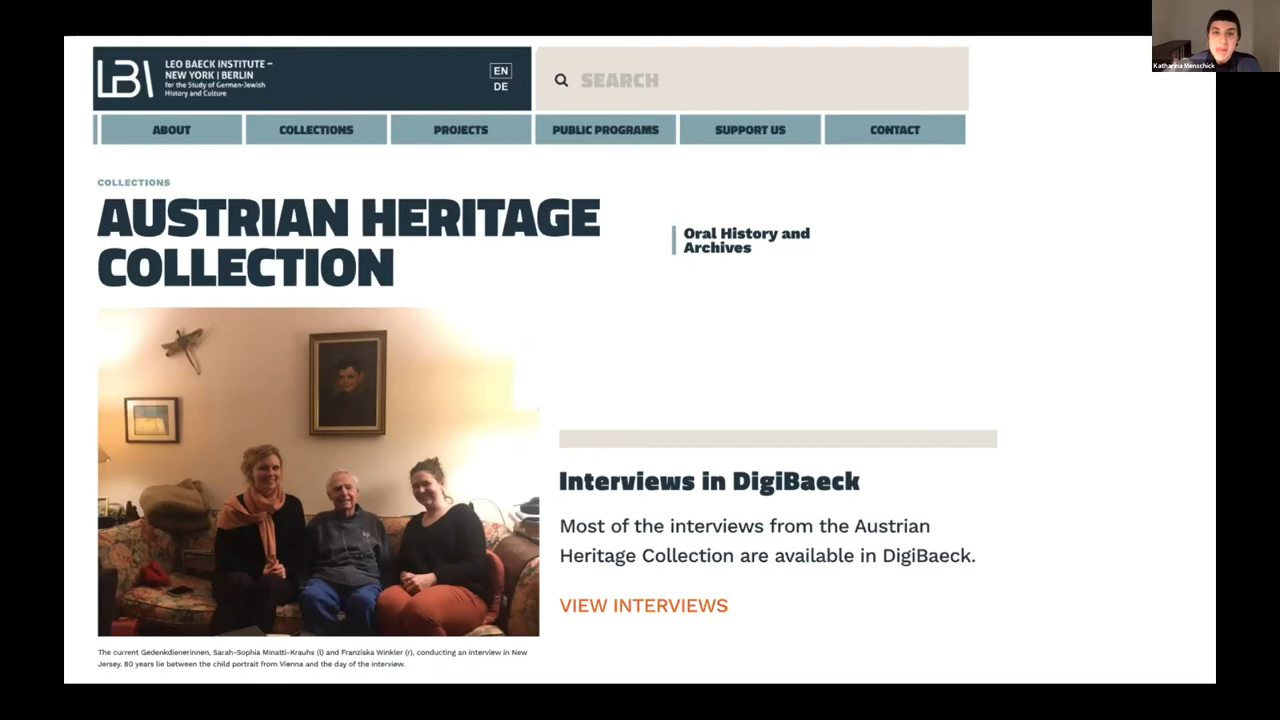 LBI
LEO BAECK INSTITUTE –
NEW YORK | BERLIN
for the Study of German-Jewish
History and Culture
EN
DE
SEARCH
ABOUT
COLLECTIONS
PROJECTS
PUBLIC PROGRAMS
SUPPORT US
CONTACT
COLLECTIONS
AUSTRIAN HERITAGE
COLLECTION
Oral History and
Archives
Interviews in DigiBaeck
Most of the interviews from the Austrian
Heritage Collection are available in DigiBaeck.
VIEW INTERVIEWS
The current Gedenkdienerinnen, Sarah-Sophia Minatti-Krauhs (l) and Franziska Winkler (r), conducting an interview in New
Jersey. 80 years lie between the child portrait from Vienna and the day of the interview.
Katharina Menschick